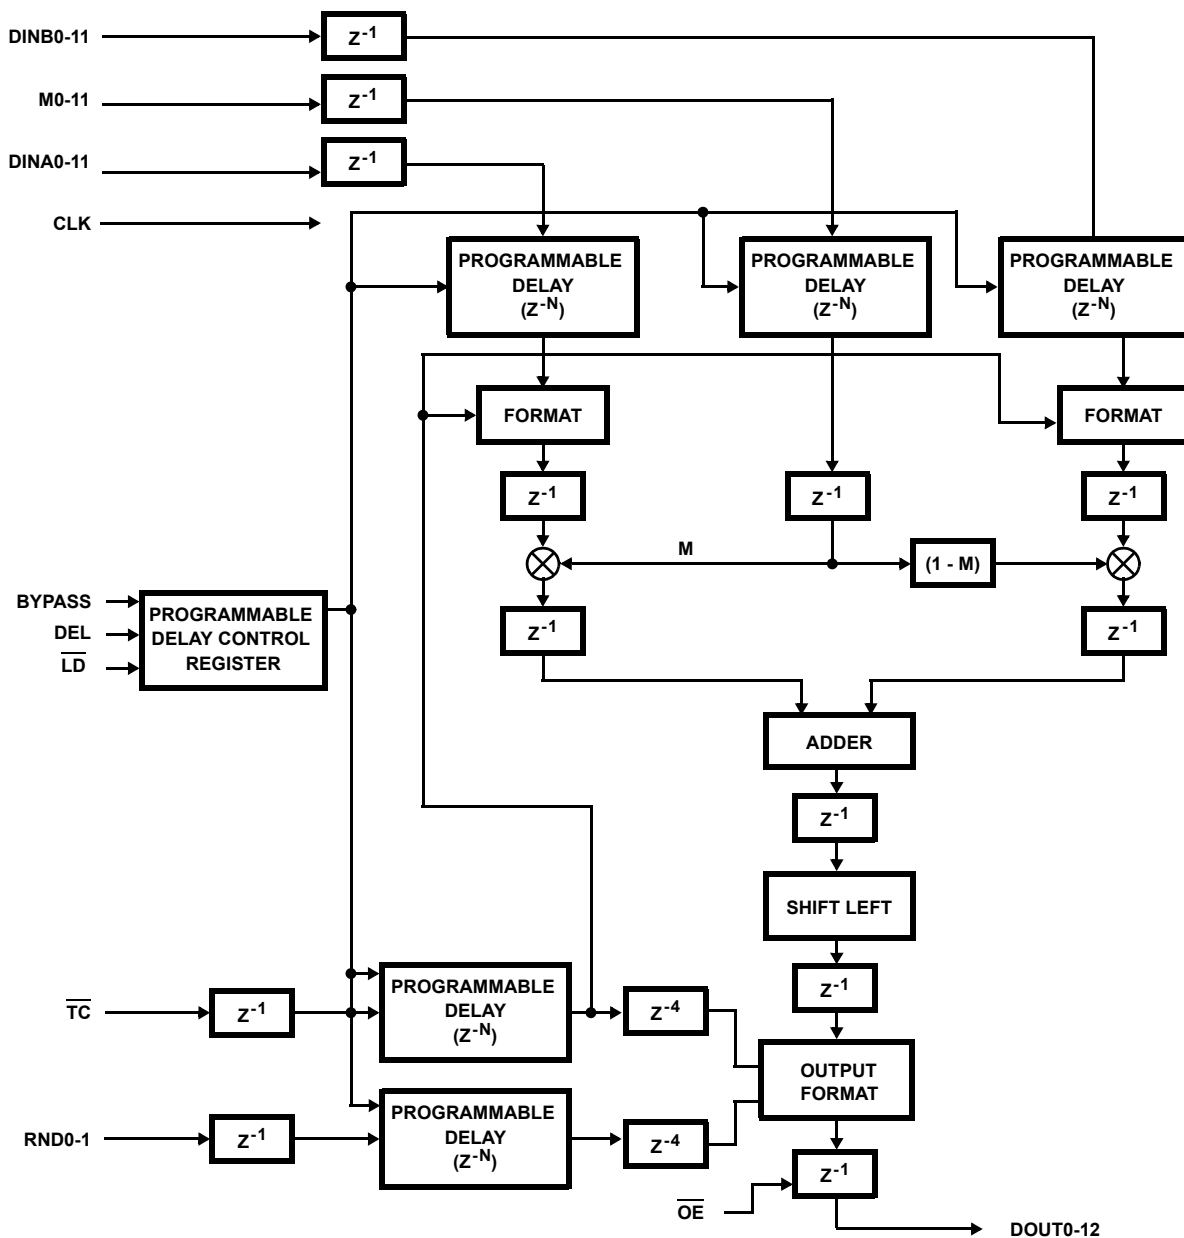 DINB0-11
Z-1
M0-11
Z-1
DINA0-11
Z-1
CLK
PROGRAMMABLE
DELAY
(Z-N)
PROGRAMMABLE
DELAY
(Z-N)
PROGRAMMABLE
DELAY
(Z-N)
FORMAT
FORMAT
Z-1
Z-1
Z-1
M
(1 - M)
BYPASS
DEL
LD
PROGRAMMABLE
DELAY CONTROL
REGISTER
Z-1
Z-1
ADDER
Z-1
SHIFT LEFT
Z-1
TC
Z-1
PROGRAMMABLE
DELAY
(Z-N)
Z-4
OUTPUT
FORMAT
RND0-1
Z-1
PROGRAMMABLE
DELAY
(Z-N)
Z-4
Z-1
OE
DOUT0-12